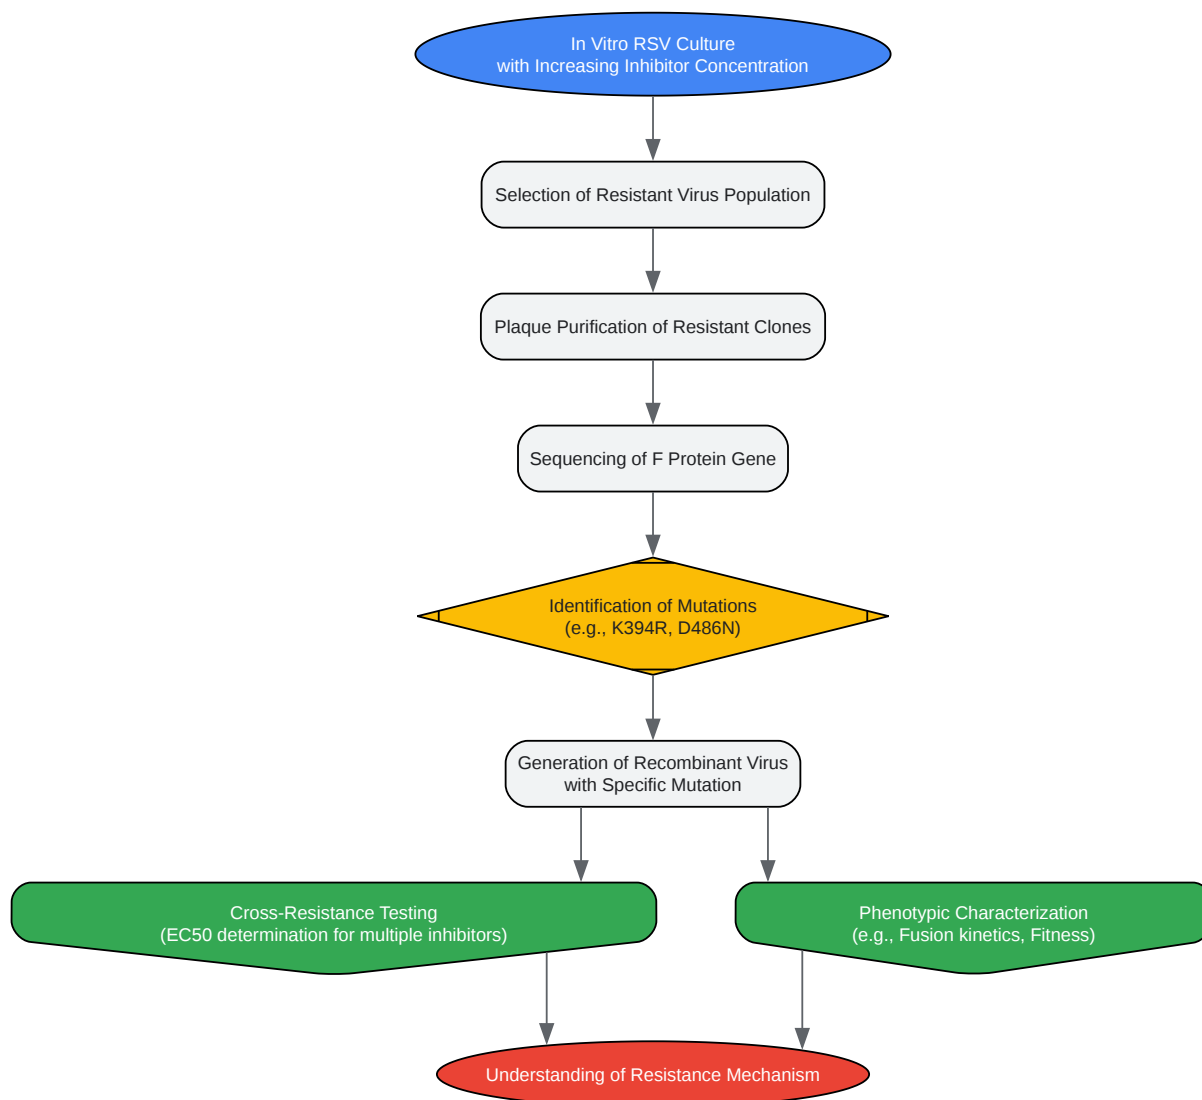 In Vitro RSV Culture
with Increasing Inhibitor Concentration
Selection of Resistant Virus Population
Plaque Purification of Resistant Clones
Sequencing of F Protein Gene
Identification of Mutations
(e.g., K394R, D486N)
Generation of Recombinant Virus
with Specific Mutation
Cross-Resistance Testing
(EC50 determination for multiple inhibitors)
Phenotypic Characterization
(e.g., Fusion kinetics, Fitness)
Understanding of Resistance Mechanism